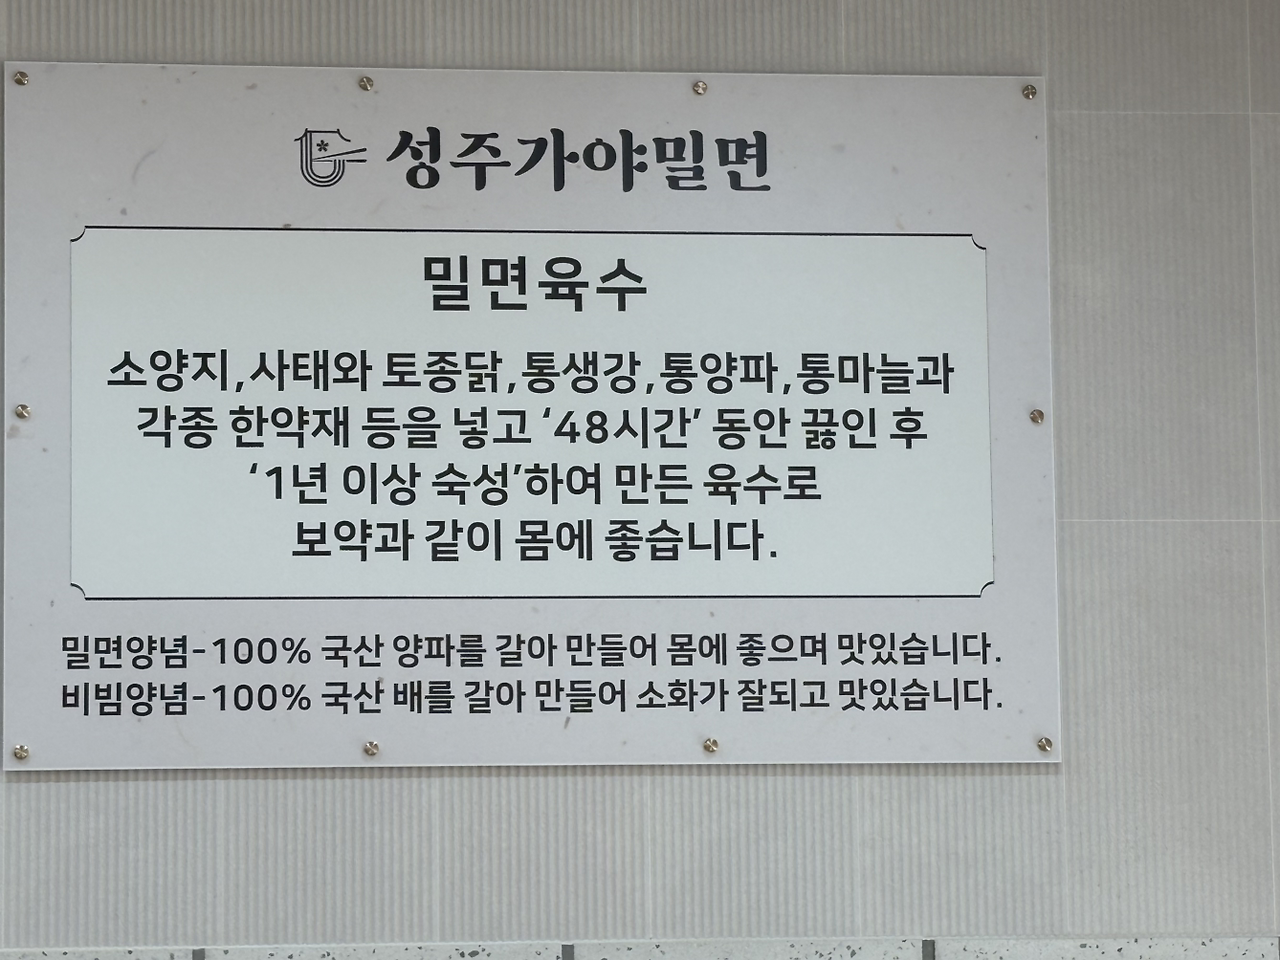 성주가야밀면
밀면육수
소양지,사태와 토종닭,통생강,통양파,통마늘과
각종 한약재 등을 넣고 ‘48시간’ 동안 끓인 후
‘1년 이상 숙성’하여 만든 육수로
보약과 같이 몸에 좋습니다.
밀면양념-100% 국산 양파를 갈아 만들어 몸에 좋으며 맛있습니다.
비빔양념-100% 국산 배를 갈아 만들어 소화가 잘되고 맛있습니다.